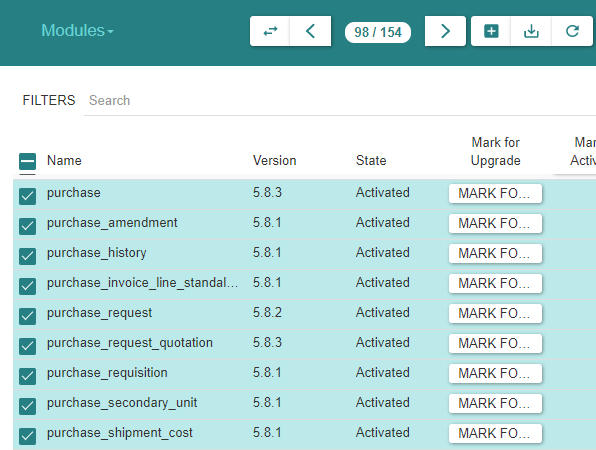 Modules
98 / 154
FILTERS Search
Name Version State Mark for Upgrade Mar Activ
purchase 5.8.3 Activated MARK FO...
purchase_amendment 5.8.1 Activated MARK FO...
purchase_history 5.8.1 Activated MARK FO...
purchase_invoice_line_standal... 5.8.1 Activated MARK FO...
purchase_request 5.8.2 Activated MARK FO...
purchase_request_quotation 5.8.3 Activated MARK FO...
purchase_requisition 5.8.1 Activated MARK FO...
purchase_secondary_unit 5.8.1 Activated MARK FO...
purchase_shipment_cost 5.8.1 Activated MARK FO...